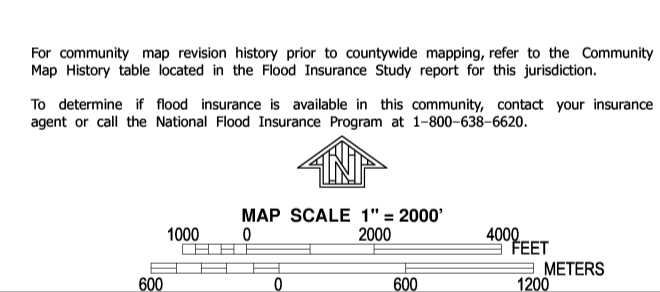 For community map revision history prior to countywide mapping, refer to the Community
Map History table located in the Flood Insurance Study report for this jurisdiction.
To determine if flood insurance is available in this community, contact your insurance
agent or call the National Flood Insurance Program at 1-800-638-6620.
N
MAP SCALE 1" = 2000'
1000 0 2000 4000
FEET
METERS
600 0 600 1200